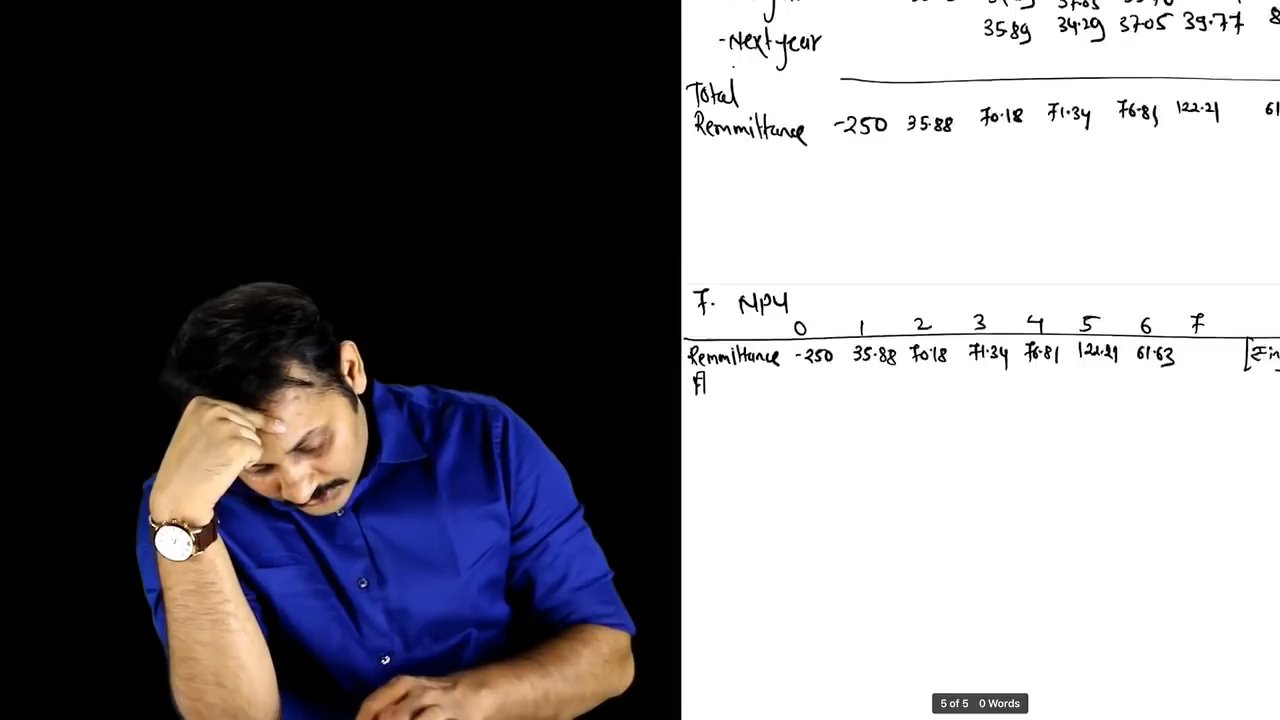 -Next year 35.89 34.29 37.05 39.77
Total
Remmittance -250 35.88 70.18 71.34 76.81 122.21 61
7. NPV
0 1 2 3 4 5 6 7
Remmittance -250 35.88 70.18 71.34 76.81 122.21 61.63
5 of 5 0 Words